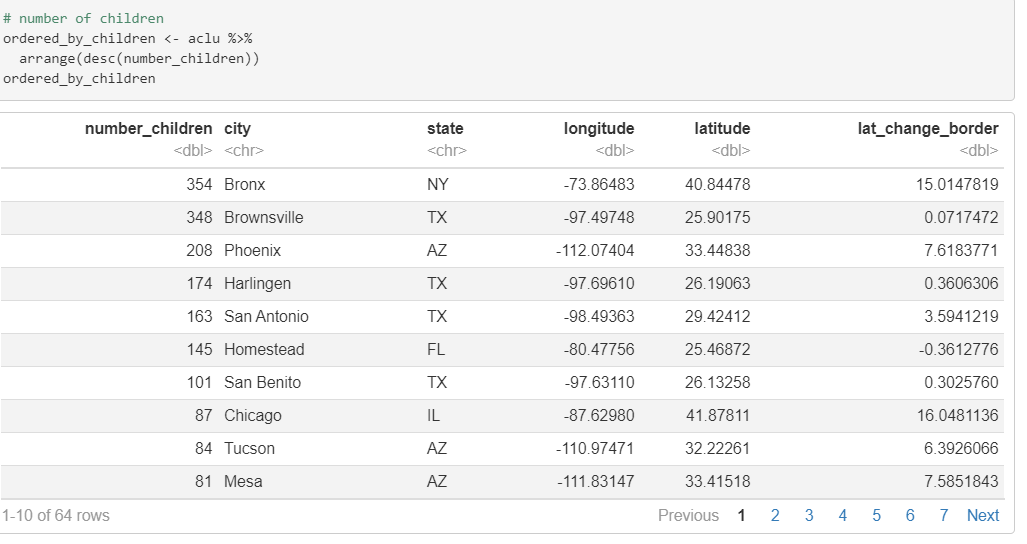 # number of children
ordered_by_children <- aclu %>%
  arrange(desc(number_children))
ordered_by_children
number_children city state longitude latitude lat_change_border
<dbl> <chr> <chr> <dbl> <dbl> <dbl>
354 Bronx NY -73.86483 40.84478 15.0147819
348 Brownsville TX -97.49748 25.90175 0.0717472
208 Phoenix AZ -112.07404 33.44838 7.6183771
174 Harlingen TX -97.69610 26.19063 0.3606306
163 San Antonio TX -98.49363 29.42412 3.5941219
145 Homestead FL -80.47756 25.46872 -0.3612776
101 San Benito TX -97.63110 26.13258 0.3025760
87 Chicago IL -87.62980 41.87811 16.0481136
84 Tucson AZ -110.97471 32.22261 6.3926066
81 Mesa AZ -111.83147 33.41518 7.5851843
1-10 of 64 rows Previous 1 2 3 4 5 6 7 Next